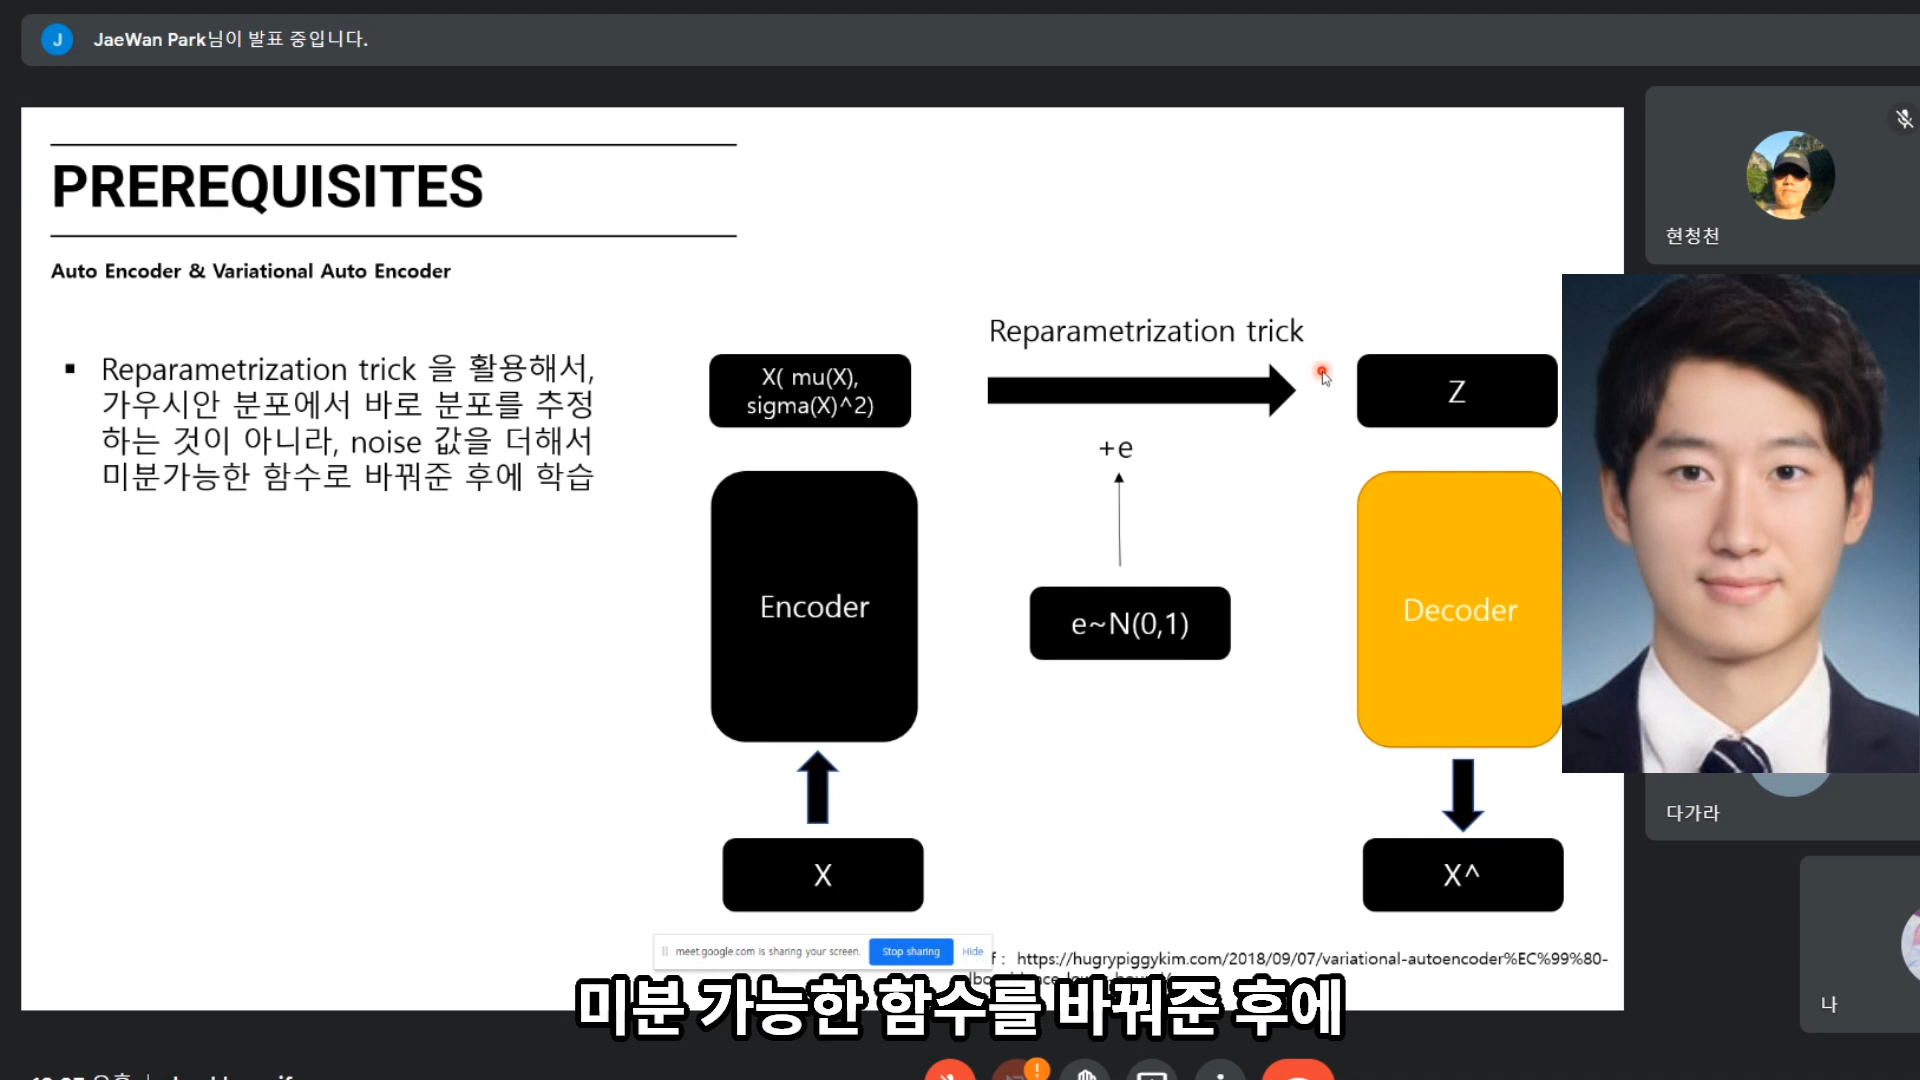 J JaeWan Park님이 발표 중입니다.
PREREQUISITES
Auto Encoder & Variational Auto Encoder
▪ Reparametrization trick 을 활용해서,
가우시안 분포에서 바로 분포를 추정
하는 것이 아니라, noise 값을 더해서
미분가능한 함수로 바꿔준 후에 학습
Reparametrization trick
X( mu(X),
sigma(X)^2)
Z
+e
Encoder
e~N(0,1)
Decoder
X
X^
현청천
다가라
나
meet.google.com is sharing your screen. Stop sharing Hide
f : https://hugrypiggykim.com/2018/09/07/variational-autoencoder%EC%99%80-
미분 가능한 함수를 바꿔준 후에